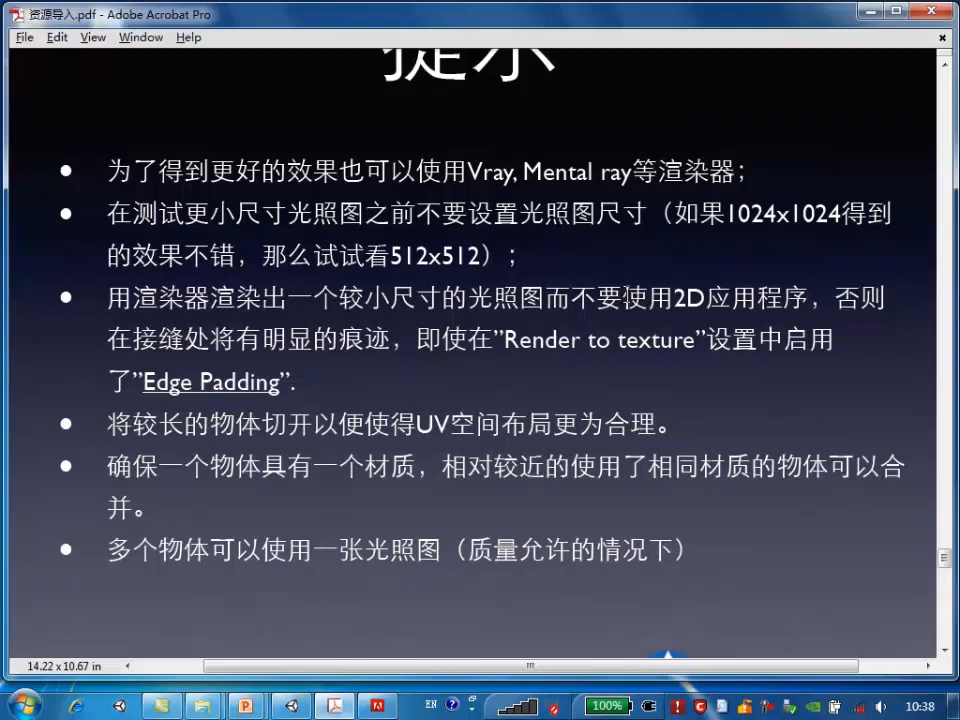 资源导入.pdf - Adobe Acrobat Pro
File Edit View Window Help
提示
为了得到更好的效果也可以使用Vray, Mental ray等渲染器；
在测试更小尺寸光照图之前不要设置光照图尺寸（如果1024x1024得到
的效果不错，那么试试看512x512）；
用渲染器渲染出一个较小尺寸的光照图而不要使用2D应用程序，否则
在接缝处将有明显的痕迹，即使在”Render to texture”设置中启用
了”Edge Padding”.
将较长的物体切开以便使得UV空间布局更为合理。
确保一个物体具有一个材质，相对较近的使用了相同材质的物体可以合
并。
多个物体可以使用一张光照图（质量允许的情况下）
14.22 x 10.67 in
EN 100% 10:38